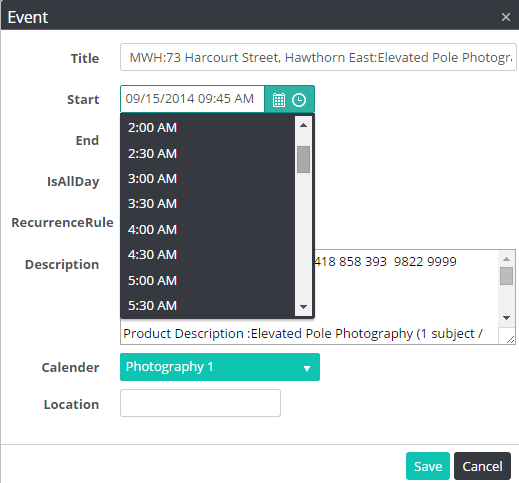 Event ×
Title MWH:73 Harcourt Street, Hawthorn East:Elevated Pole Photogra
Start 09/15/2014 09:45 AM
2:00 AM
2:30 AM
3:00 AM
3:30 AM
4:00 AM
4:30 AM
5:00 AM
5:30 AM
End
IsAllDay
RecurrenceRule
Description 418 858 393 9822 9999
Product Description :Elevated Pole Photography (1 subject /
Calender Photography 1
Location
Save Cancel